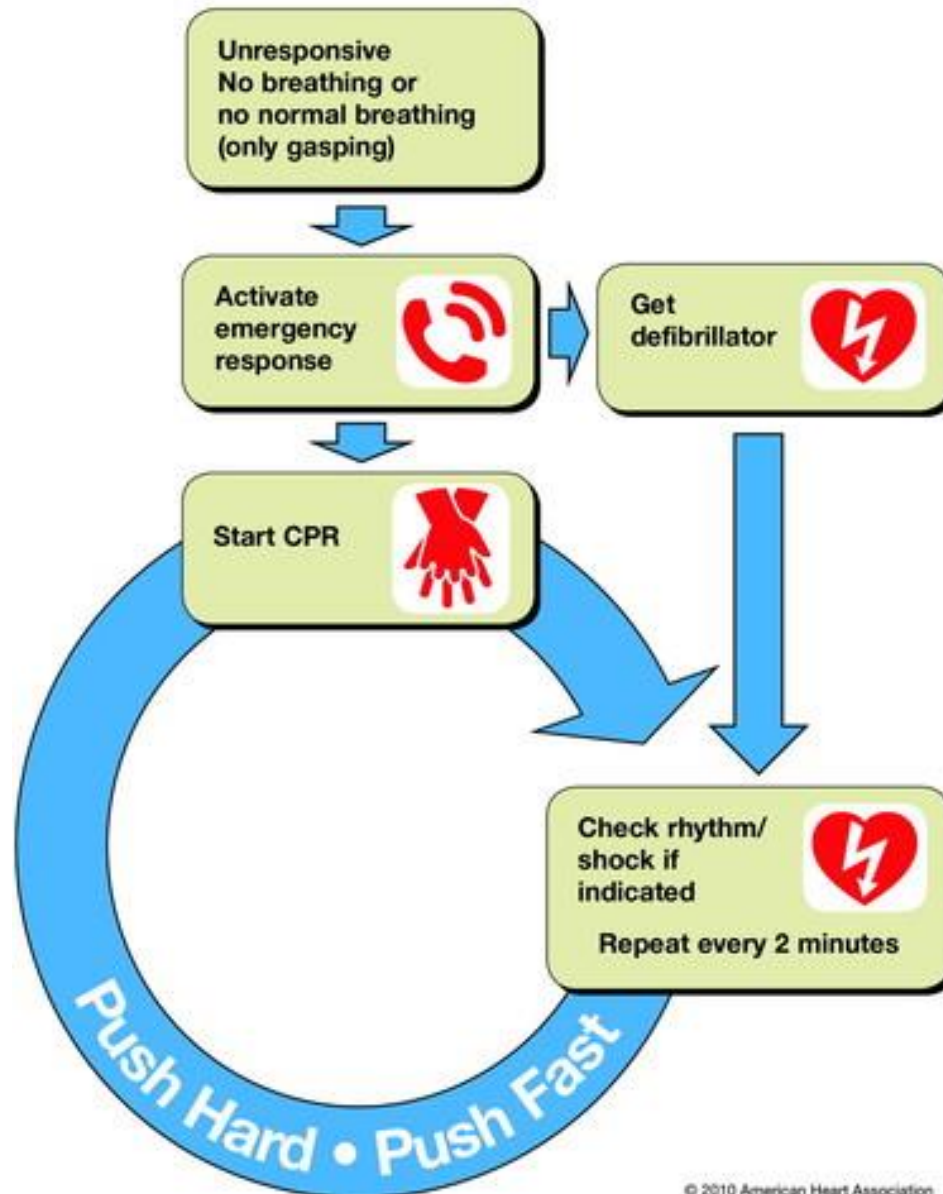 Unresponsive
No breathing or
no normal breathing
(only gasping)
Activate
emergency
response
Get
defibrillator
Start CPR
Check rhythm/
shock if
indicated
Repeat every 2 minutes
Push Hard • Push Fast
© 2010 American Heart Association